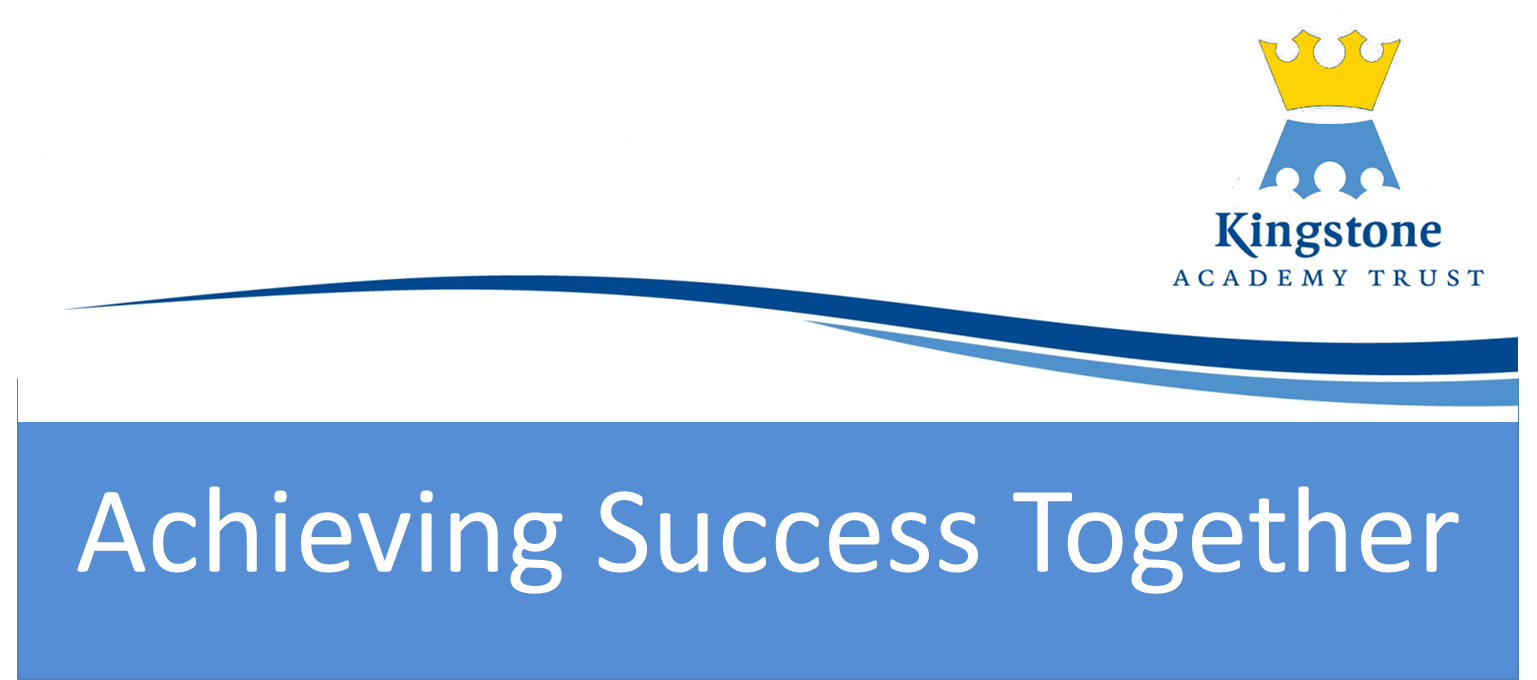 Kingstone
ACADEMY TRUST
Achieving Success Together